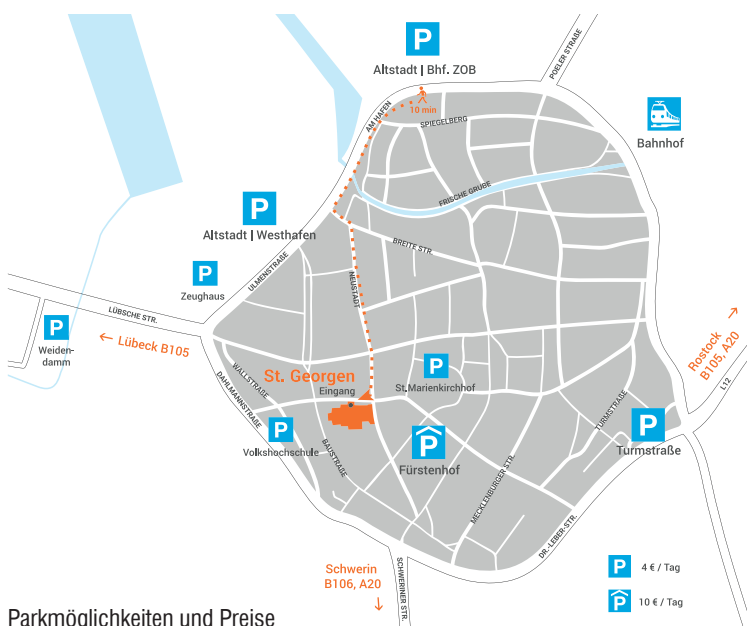 P
Altstadt | Bhf. ZOB
10 min
AM HAFEN
SPIEGELBERG
POELER STRAßE
Bahnhof
FRISCHE GRUBE
P
Altstadt | Westhafen
BREITE STR.
P
Zeughaus
ULMENSTRAßE
NEUSTADT
LÜBSCHE STR.
P
Weiden-
damm
← Lübeck B105
Rostock
B105, A20
L12
WALLSTRAßE
DAHLMANNSTRAßE
St. Georgen
Eingang
P
St.Marienkirchhof
P
Volkshochschule
BAUSTRAßE
P
Fürstenhof
MECKLENBURGER STR.
TURMSTRAßE
P
Turmstraße
DR.-LEBER-STR.
Schwerin
B106, A20
SCHWERINER STR.
P 4 € / Tag
P 10 € / Tag
Parkmöglichkeiten und Preise